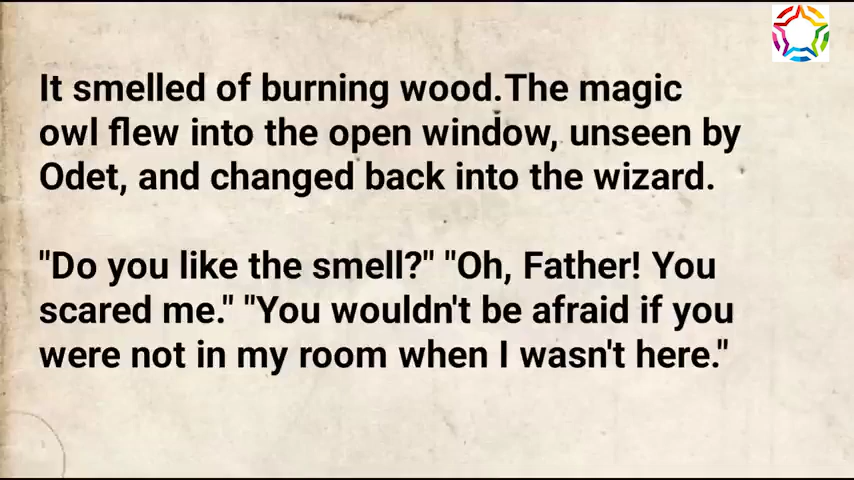 It smelled of burning wood.The magic
owl flew into the open window, unseen by
Odet, and changed back into the wizard.
"Do you like the smell?" "Oh, Father! You
scared me." "You wouldn't be afraid if you
were not in my room when I wasn't here."